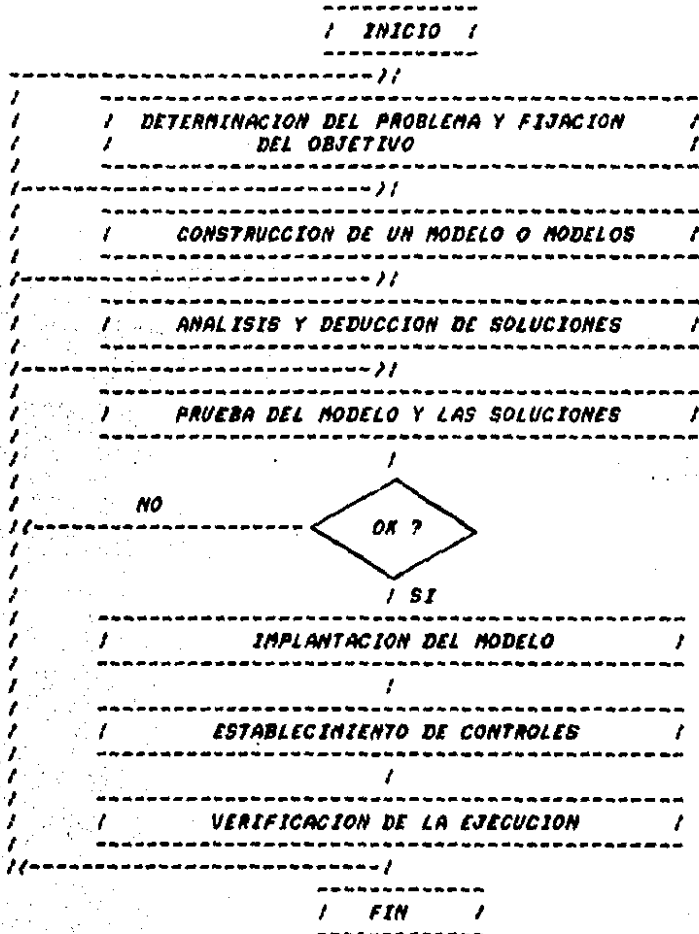 INICIO
DETERMINACION DEL PROBLEMA Y FIJACION
DEL OBJETIVO
CONSTRUCCION DE UN MODELO O MODELOS
ANALISIS Y DEDUCCION DE SOLUCIONES
PRUEBA DEL MODELO Y LAS SOLUCIONES
NO
OK ?
SI
IMPLANTACION DEL MODELO
ESTABLECIMIENTO DE CONTROLES
VERIFICACION DE LA EJECUCION
FIN